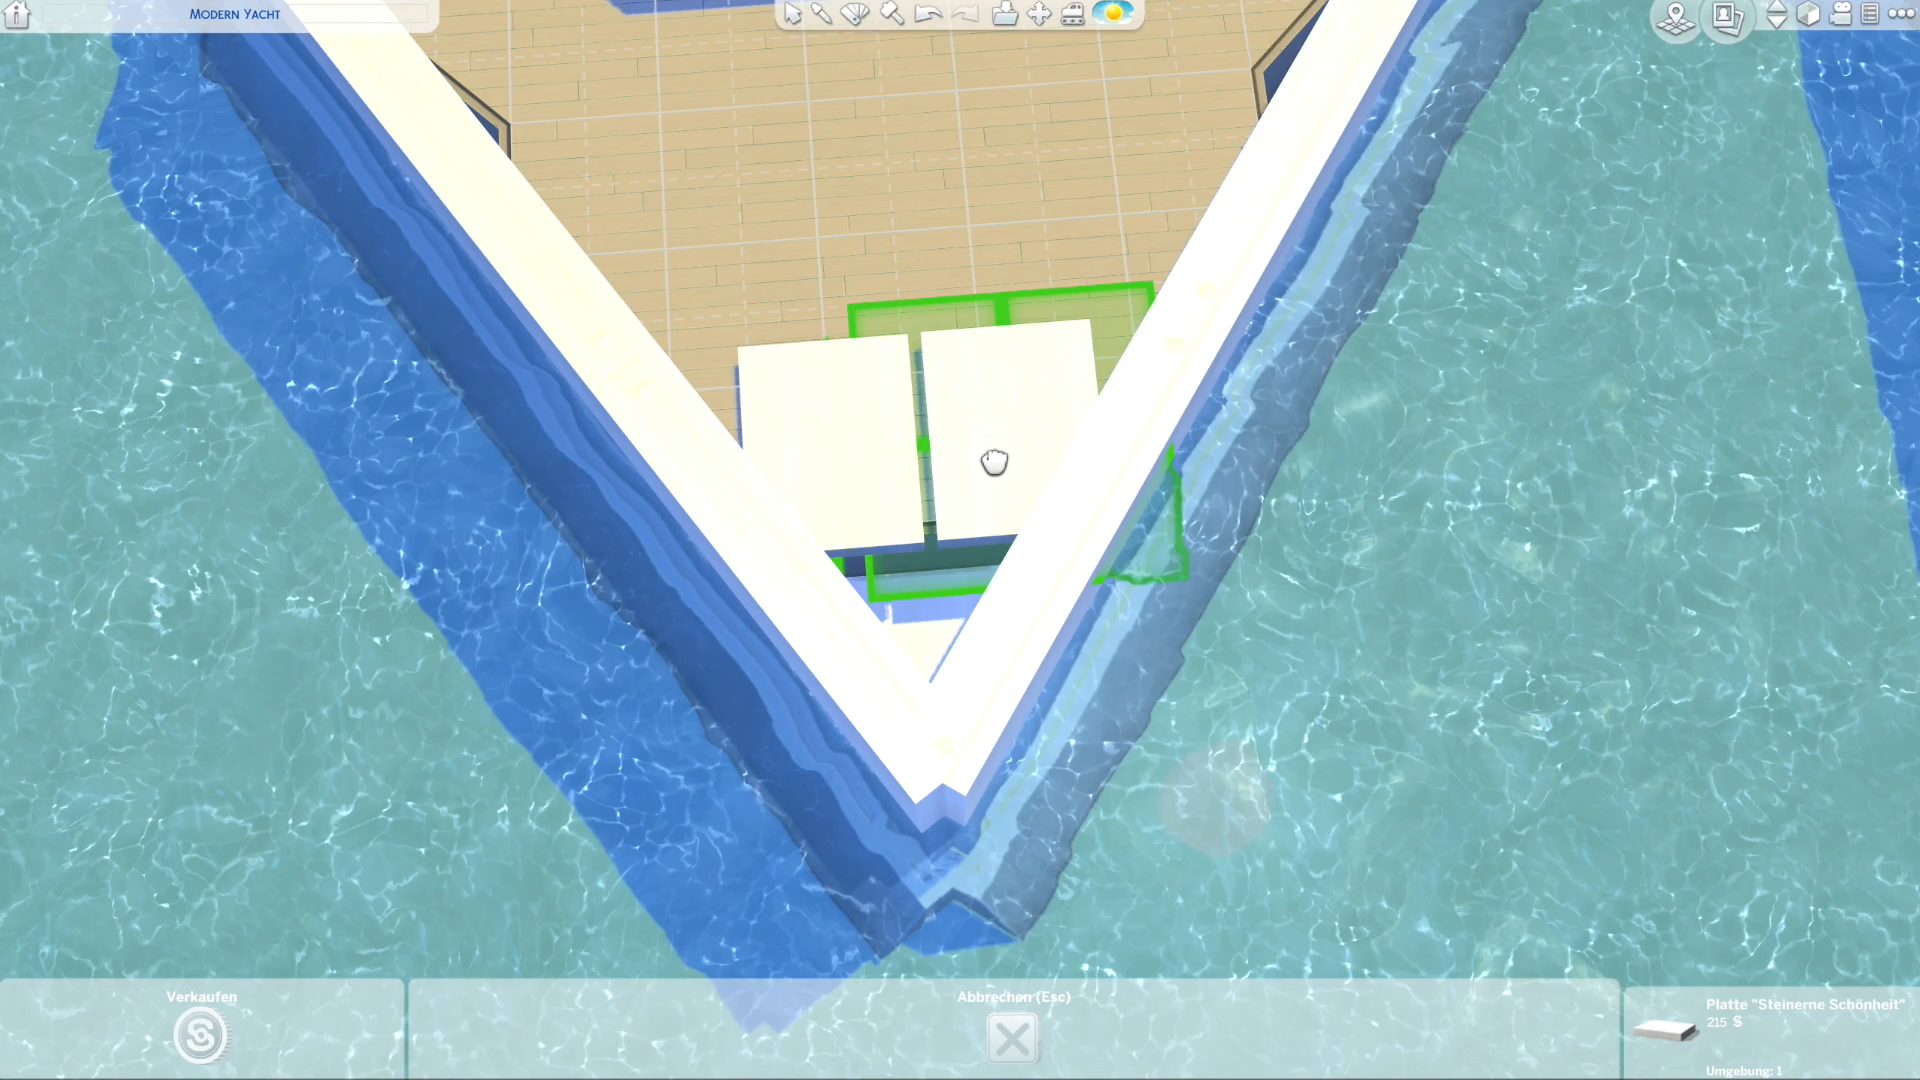 Modern Yacht
Verkaufen
Abbrechen (Esc)
Platte "Steinerne Schönheit"
215 §
Umgebung: 1